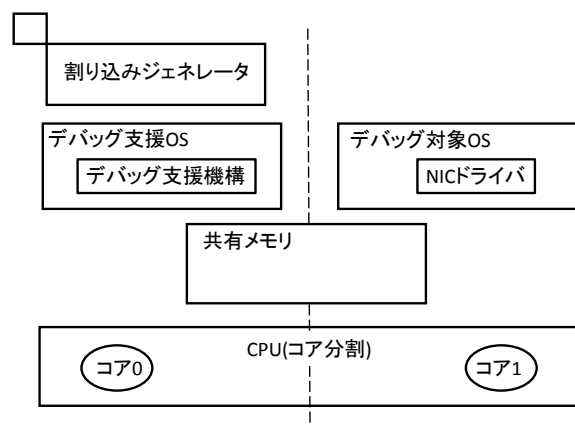 割り込みジェネレータ
デバッグ支援OS
デバッグ対象OS
デバッグ支援機構
NICドライバ
共有メモリ
CPU(コア分割)
コア0
コア1